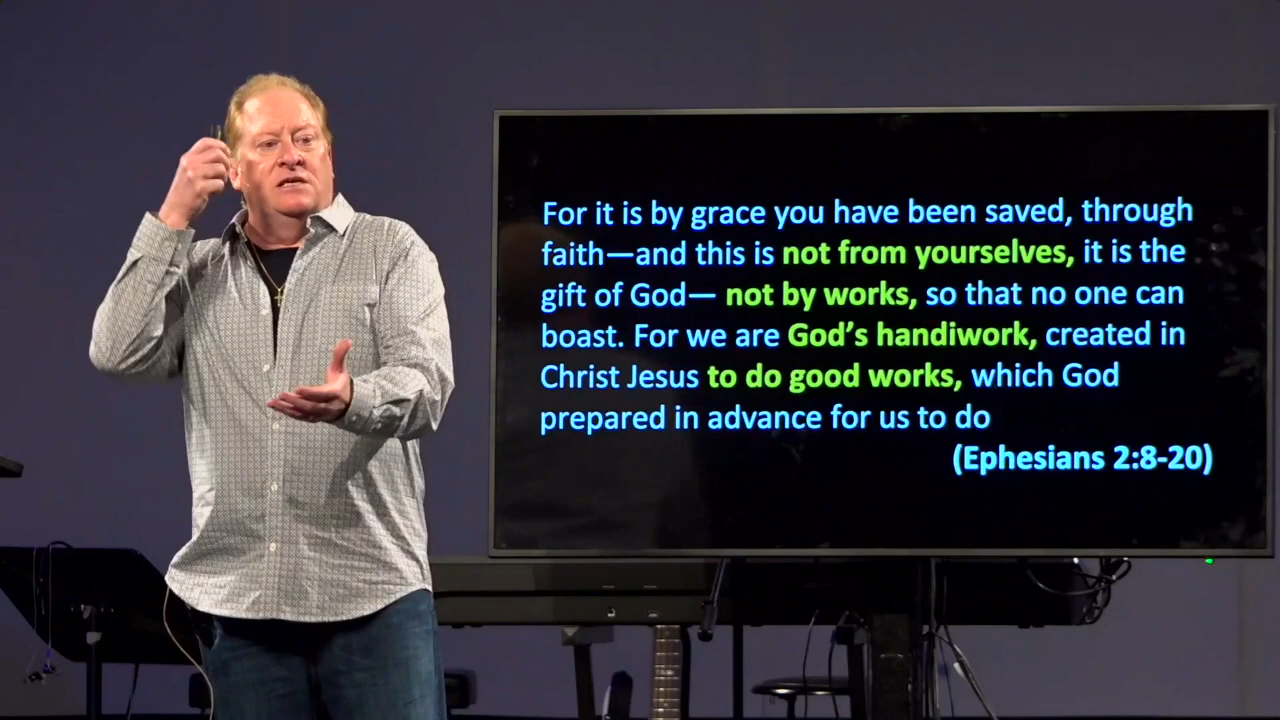 For it is by grace you have been saved, through
faith—and this is not from yourselves, it is the
gift of God— not by works, so that no one can
boast. For we are God's handiwork, created in
Christ Jesus to do good works, which God
prepared in advance for us to do
(Ephesians 2:8-20)